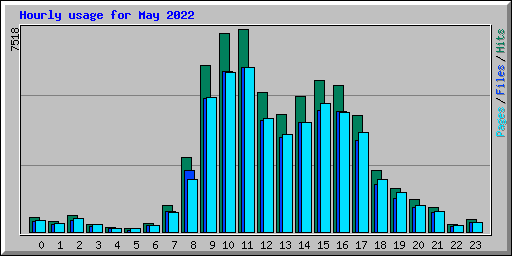 Hourly usage for May 2022
7518
Pages/Files/Hits
0 1 2 3 4 5 6 7 8 9 10 11 12 13 14 15 16 17 18 19 20 21 22 23